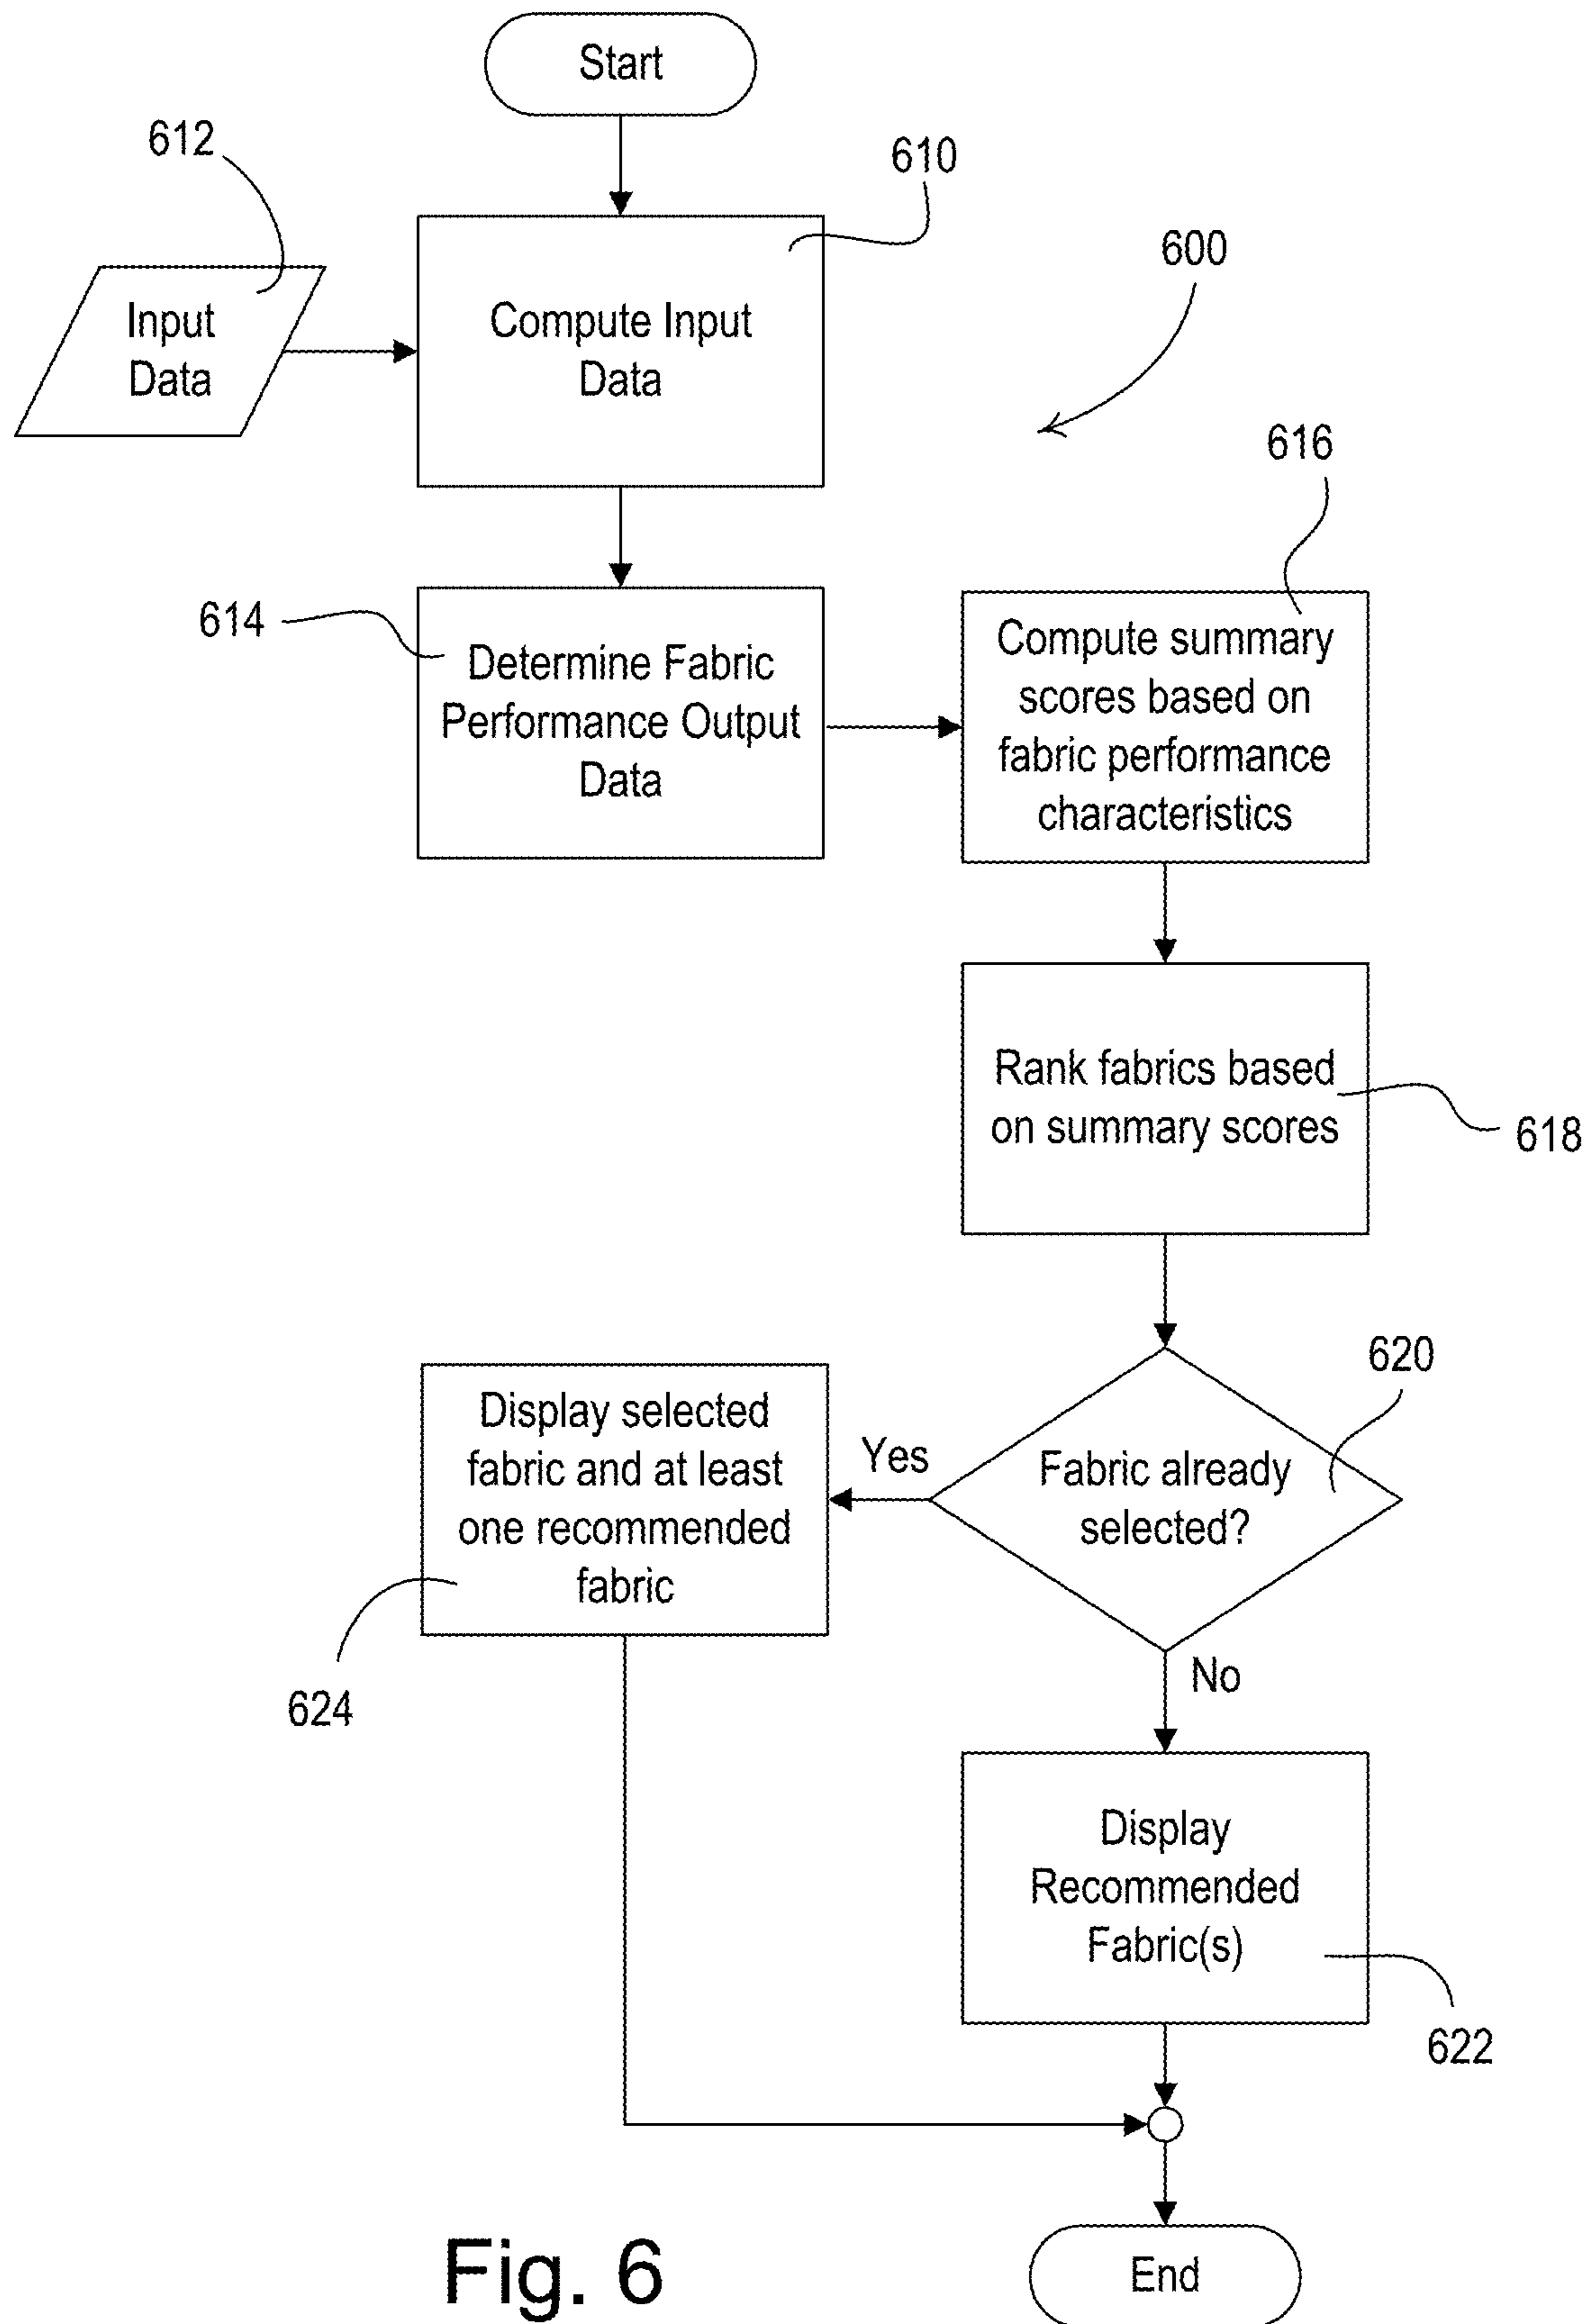 Start
612
610
600
Input
Data
Compute Input
Data
616
614
Determine Fabric
Performance Output
Data
Compute summary
scores based on
fabric performance
characteristics
Rank fabrics based
on summary scores
618
620
Display selected
fabric and at least
one recommended
fabric
Yes
Fabric already
selected?
624
No
Display
Recommended
Fabric(s)
622
End
Fig. 6